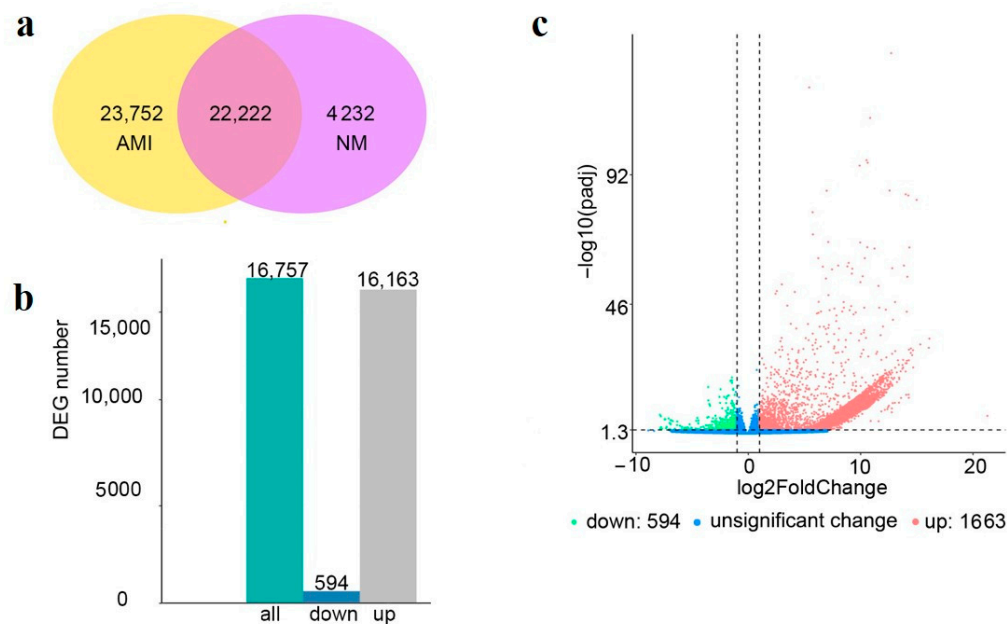 a
23,752
22,222
4 232
AMI
NM
b
DEG number
15,000
10,000
5000
0
16,757
594
16,163
all
down
up
c
−log10(padj)
92
46
1.3
−10
0
10
20
log2FoldChange
down: 594
unsignificant change
up: 1663